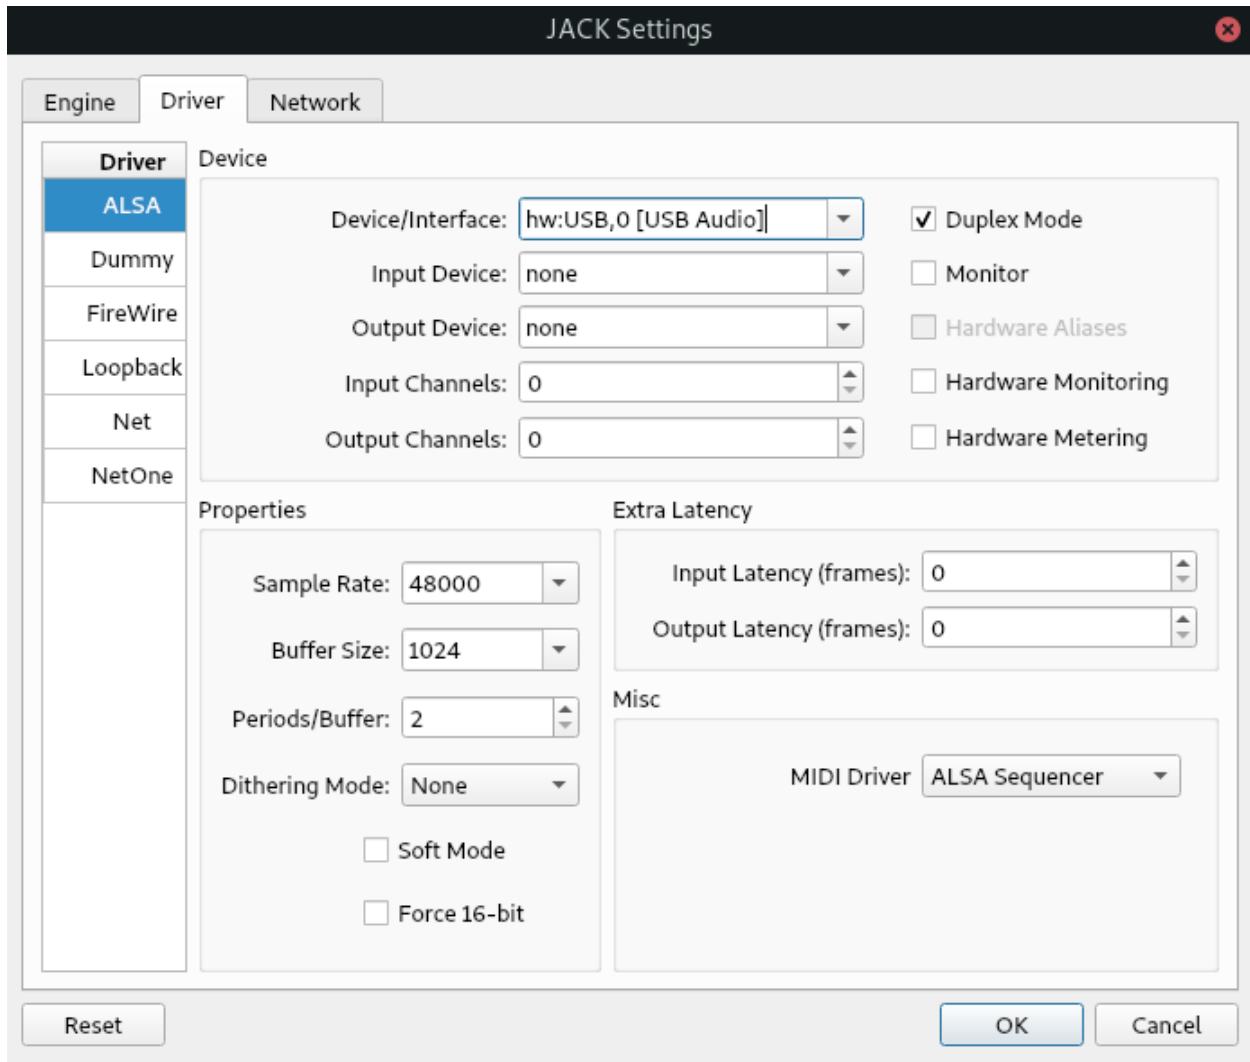 JACK Settings
Engine
Driver
Network
Driver
ALSA
Dummy
FireWire
Loopback
Net
NetOne
Device
Device/Interface: hw:USB,0 [USB Audio]
Duplex Mode
Input Device: none
Monitor
Output Device: none
Hardware Aliases
Input Channels: 0
Hardware Monitoring
Output Channels: 0
Hardware Metering
Properties
Sample Rate: 48000
Buffer Size: 1024
Periods/Buffer: 2
Dithering Mode: None
Soft Mode
Force 16-bit
Extra Latency
Input Latency (frames): 0
Output Latency (frames): 0
Misc
MIDI Driver ALSA Sequencer
Reset
OK
Cancel